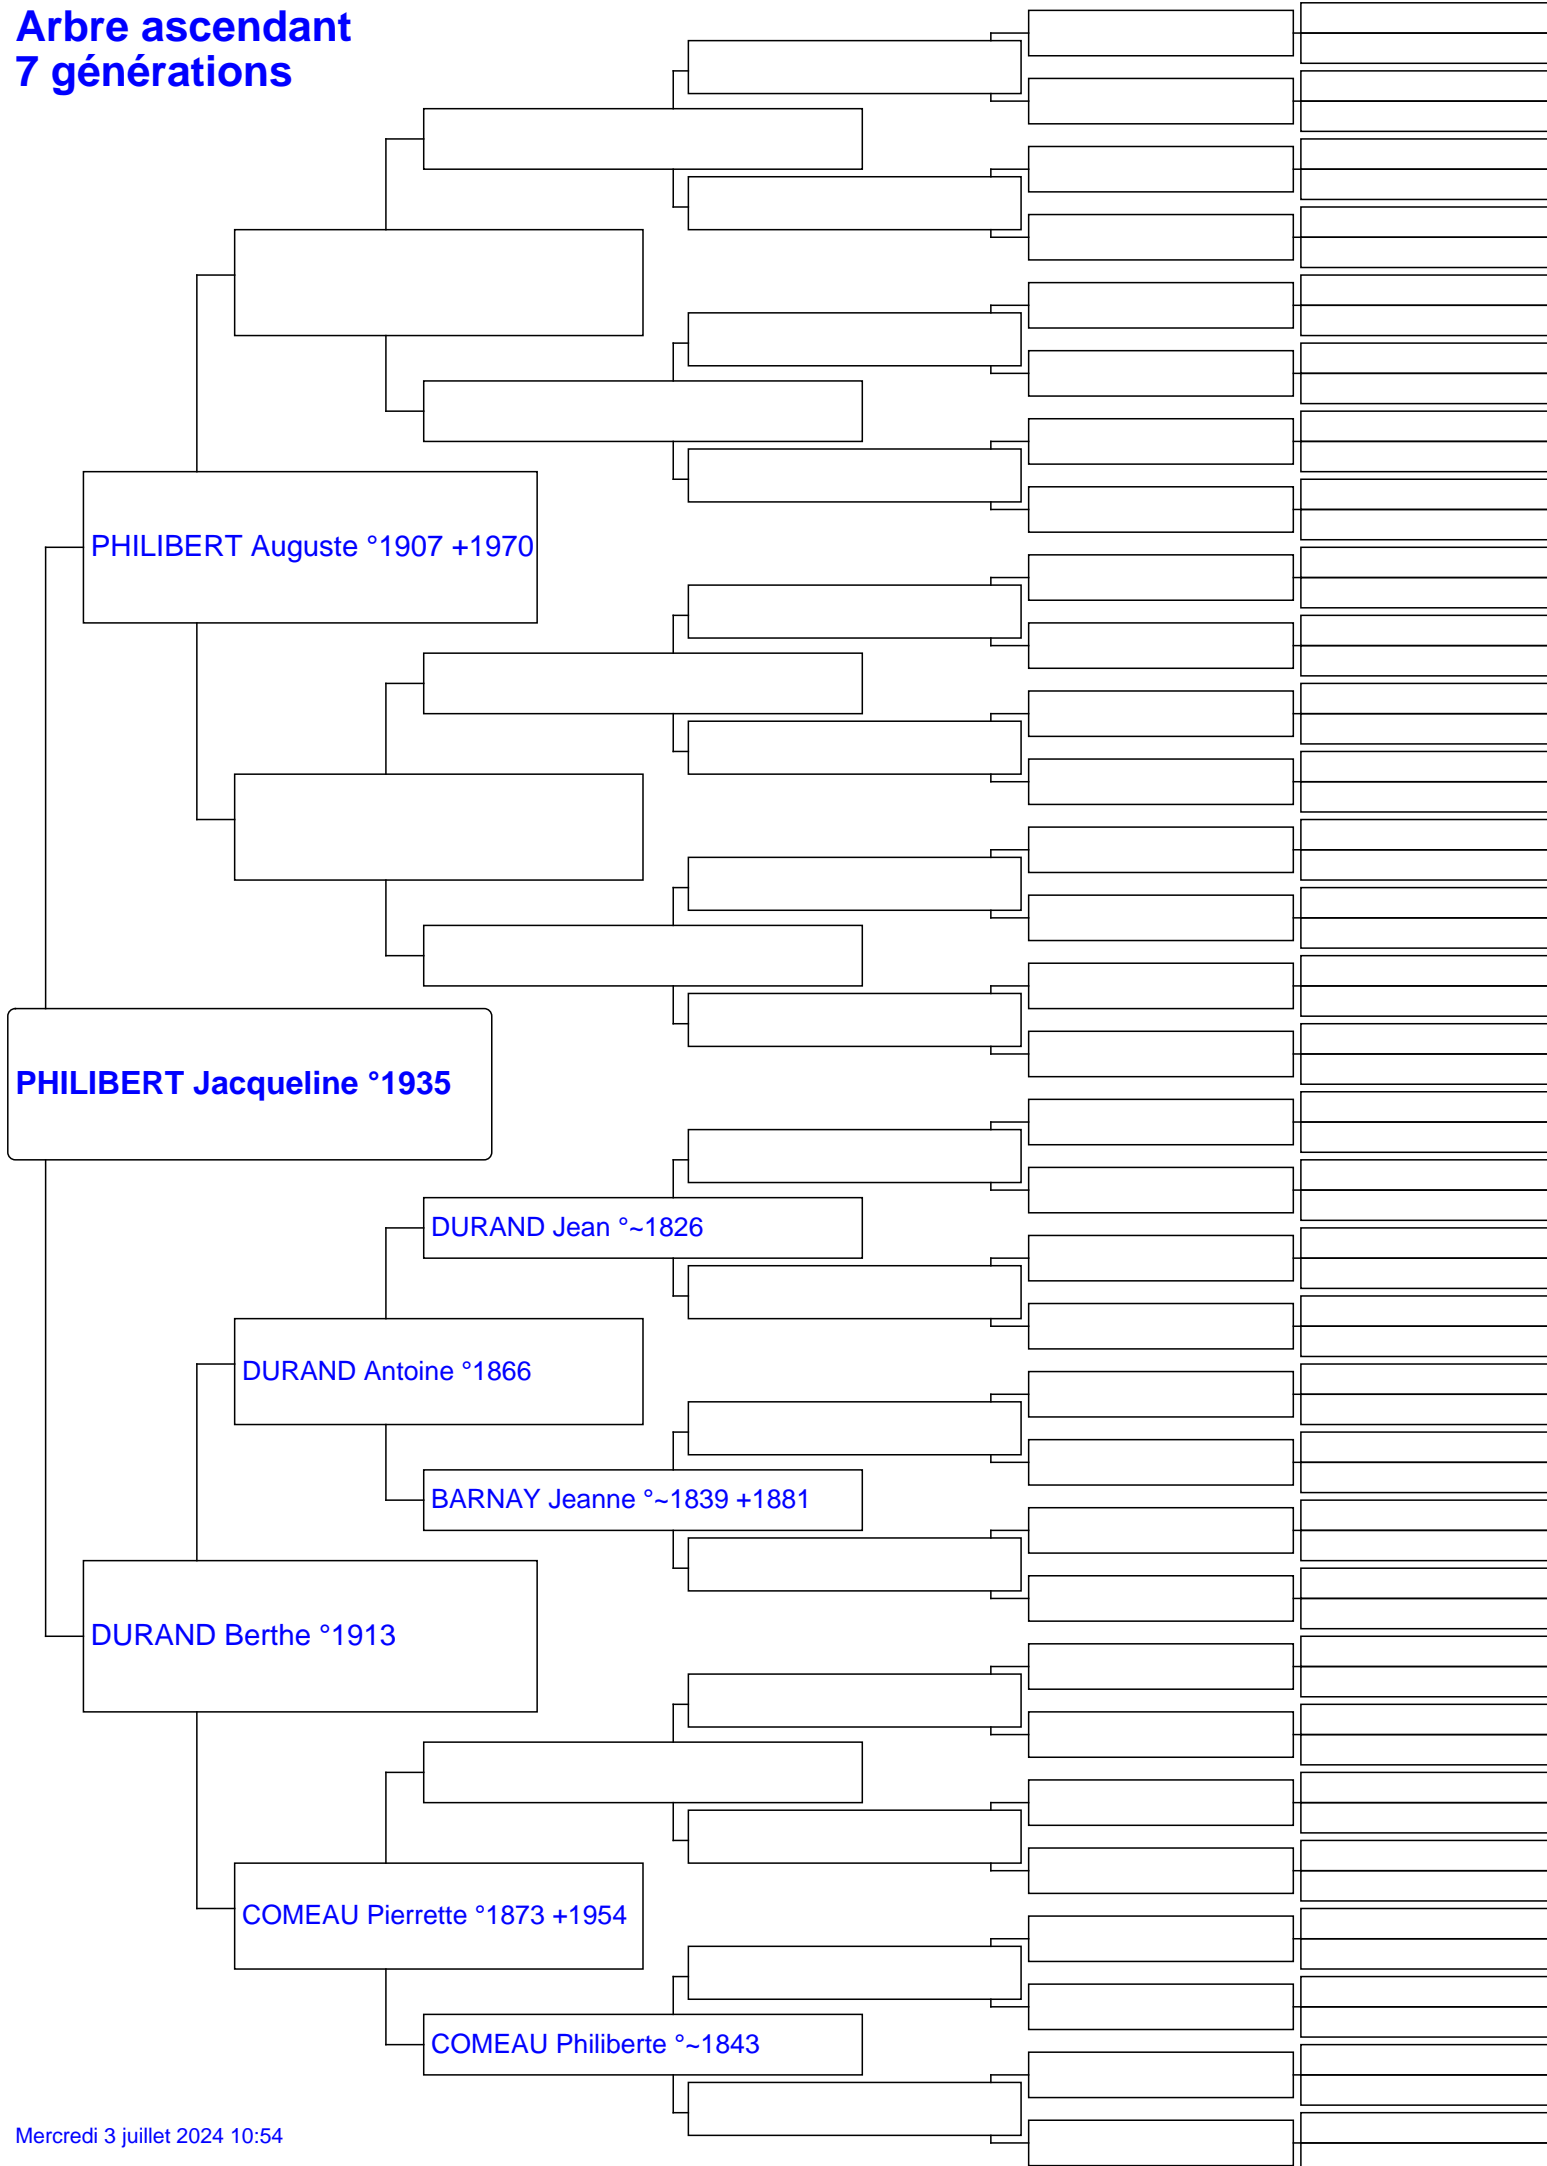 Arbre ascendant
7 générations
PHILIBERT Auguste °1907 +1970
PHILIBERT Jacqueline °1935
DURAND Jean °~1826
DURAND Antoine °1866
BARNAY Jeanne °~1839 +1881
DURAND Berthe °1913
COMEAU Pierrette °1873 +1954
COMEAU Philiberte °~1843
Mercredi 3 juillet 2024 10:54